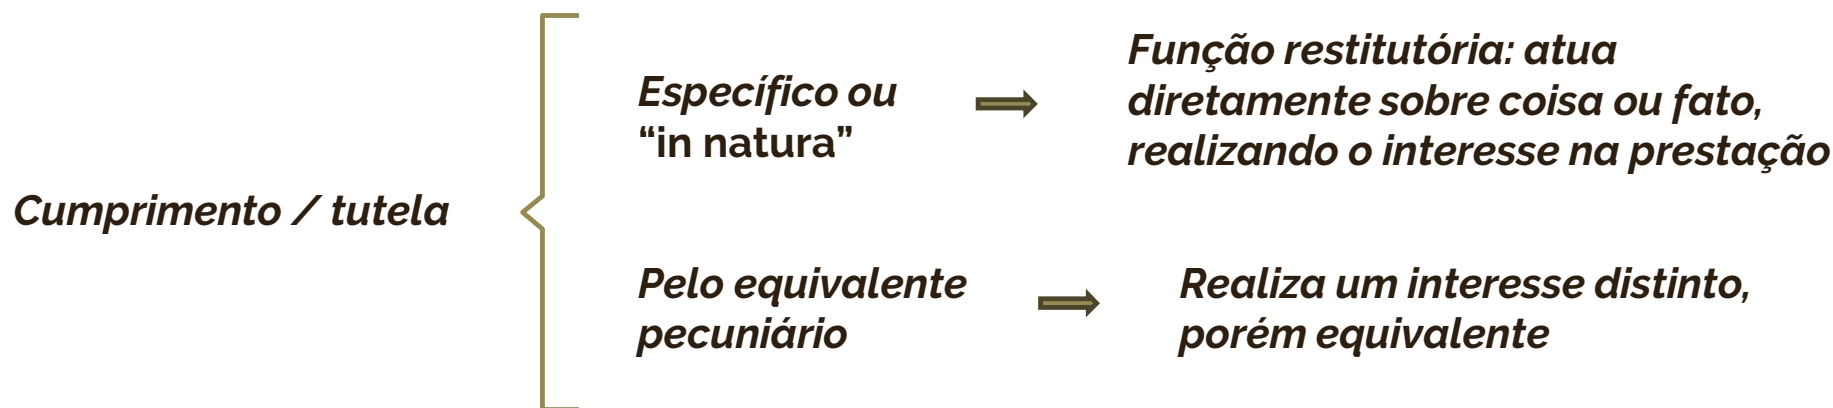 Cumprimento / tutela
Específico ou
“in natura”
Função restitutória: atua
diretamente sobre coisa ou fato,
realizando o interesse na prestação
Pelo equivalente
pecuniário
Realiza um interesse distinto,
porém equivalente